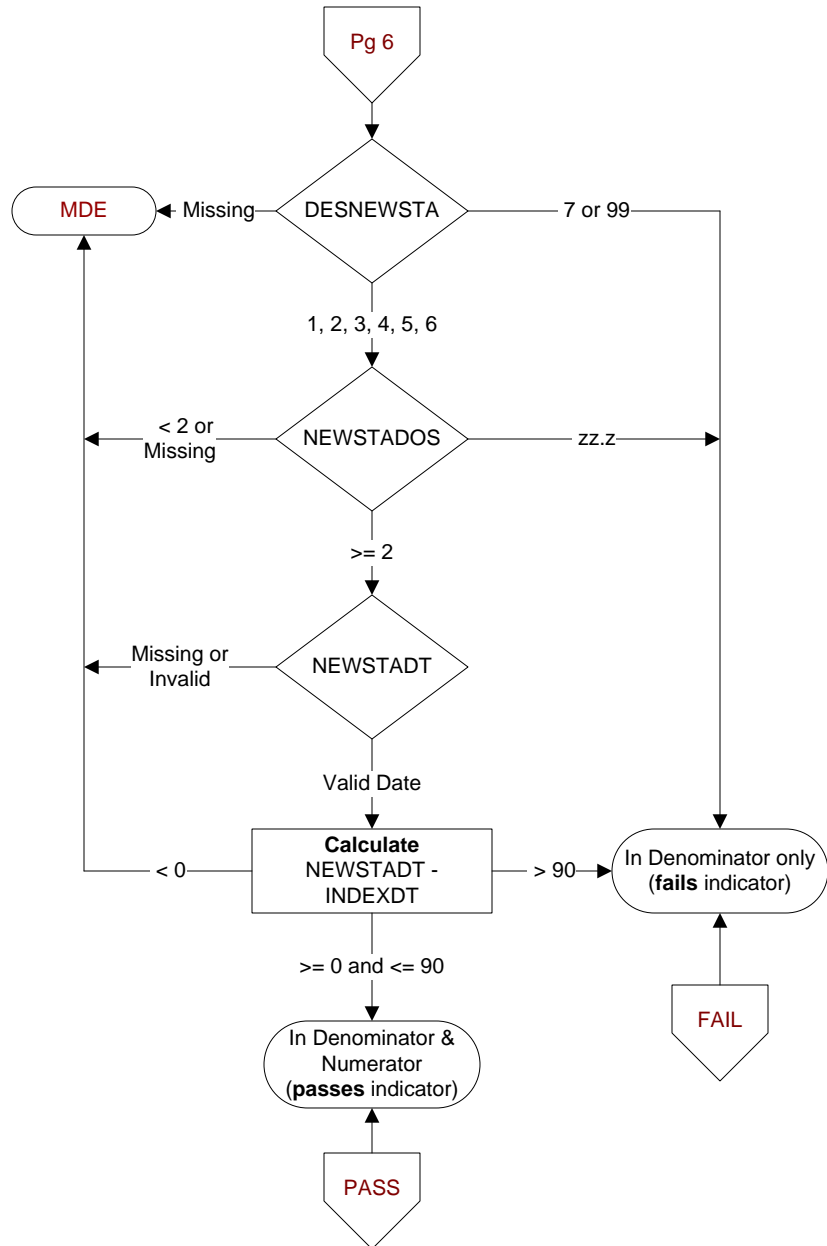 Pg 6
MDE
Missing
DESNEWSTA
7 or 99
1, 2, 3, 4, 5, 6
< 2 or
Missing
NEWSTADOS
zz.z
>= 2
Missing or
Invalid
NEWSTADT
Valid Date
< 0
Calculate
NEWSTADT -
INDEXDT
> 90
In Denominator only
(fails indicator)
>= 0 and <= 90
In Denominator &
Numerator
(passes indicator)
FAIL
PASS